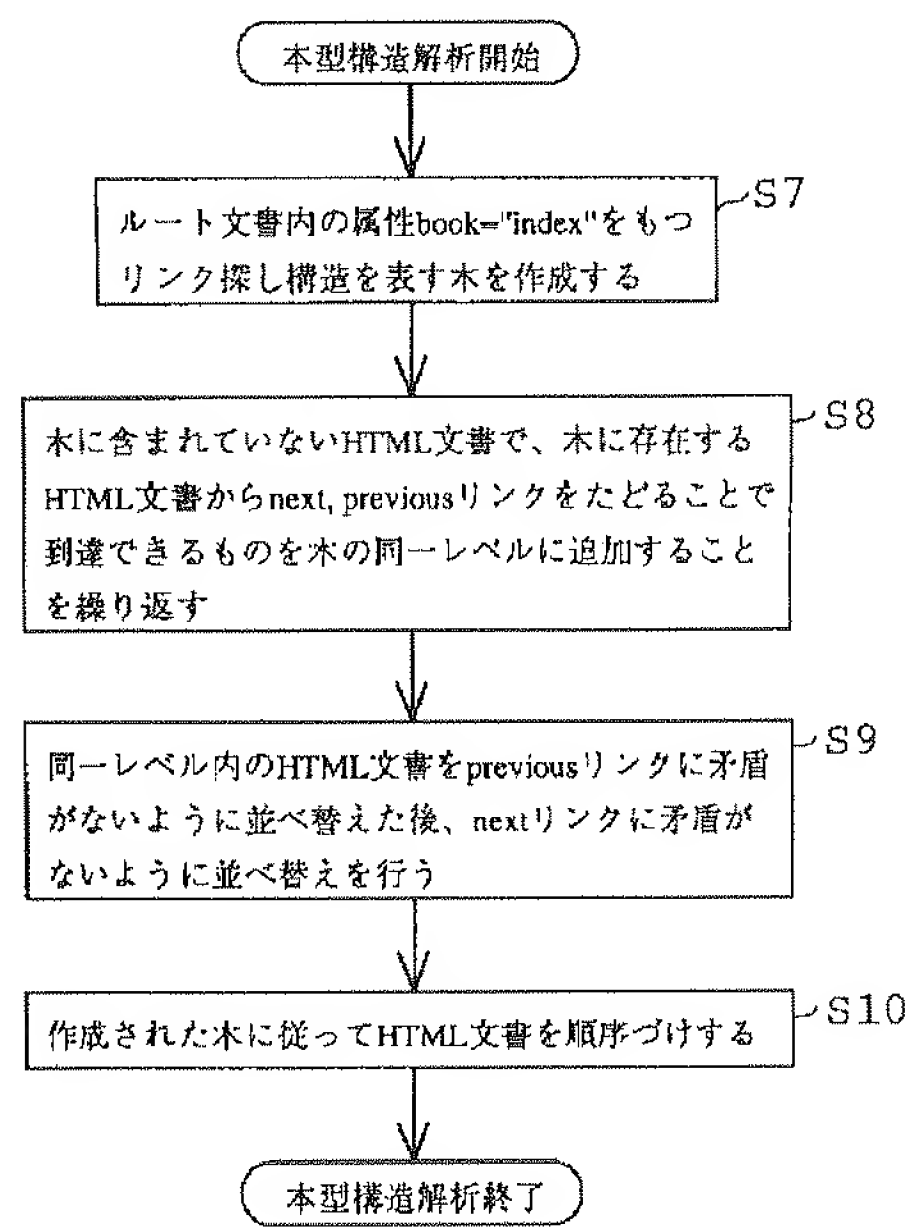 本型構造解析開始
S7
ルート文書内の属性book="index"をもつ
リンク探し構造を表す木を作成する
S8
木に含まれていないHTML文書で、木に存在する
HTML文書からnext, previousリンクをたどることで
到達できるものを木の同一レベルに追加すること
を繰り返す
S9
同一レベル内のHTML文書をpreviousリンクに矛盾
がないように並べ替えた後、nextリンクに矛盾が
ないように並べ替えを行う
S10
作成された木に従ってHTML文書を順序づけする
本型構造解析終了